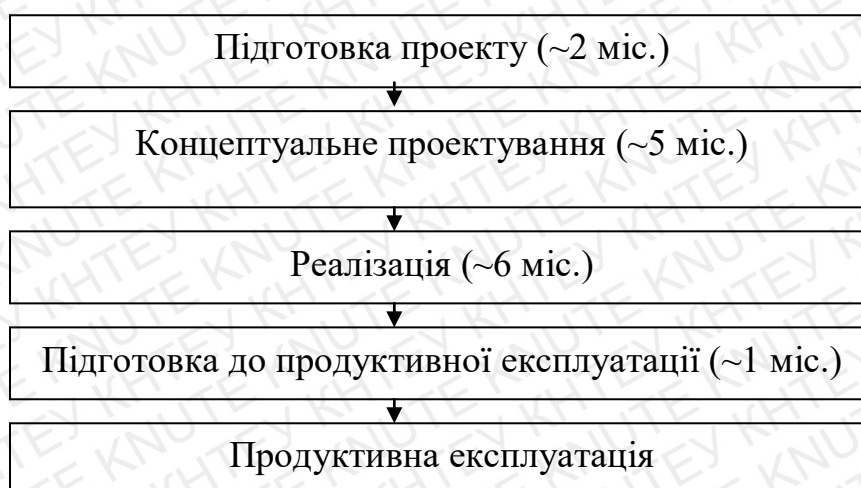 Підготовка проекту (~2 міс.)
Концептуальне проектування (~5 міс.)
Реалізація (~6 міс.)
Підготовка до продуктивної експлуатації (~1 міс.)
Продуктивна експлуатація